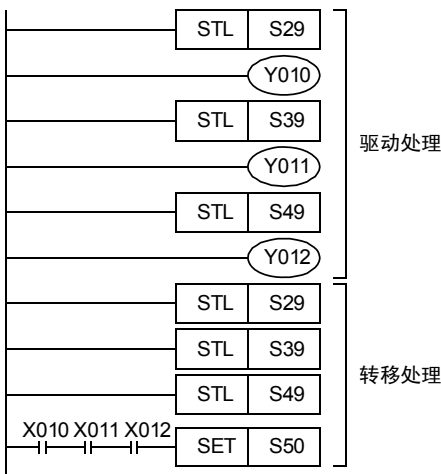 STL S29
Y010
STL S39
Y011
STL S49
Y012
驱动处理
STL S29
STL S39
STL S49
X010 X011 X012
SET S50
转移处理